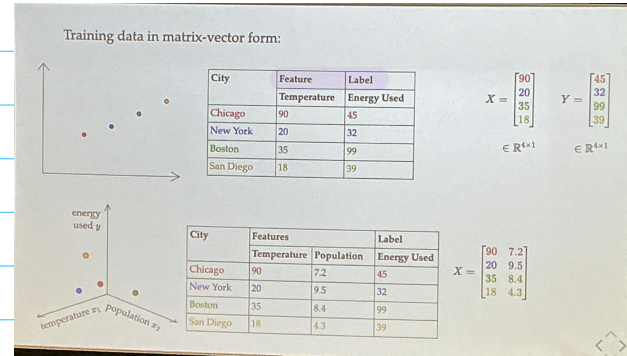 Training data in matrix-vector form:
City Feature Label
Temperature Energy Used
Chicago 90 45
New York 20 32
Boston 35 99
San Diego 18 39
X = [90 20 35 18] Y = [45 32 99 39]
∈ ℝ⁴ˣ¹ ∈ ℝ⁴ˣ¹
energy
used y
temperature x₁ Population x₂
City Features Label
Temperature Population Energy Used
Chicago 90 7.2 45
New York 20 9.5 32
Boston 35 8.4 99
San Diego 18 4.3 39
X =
90 7.2
20 9.5
35 8.4
18 4.3